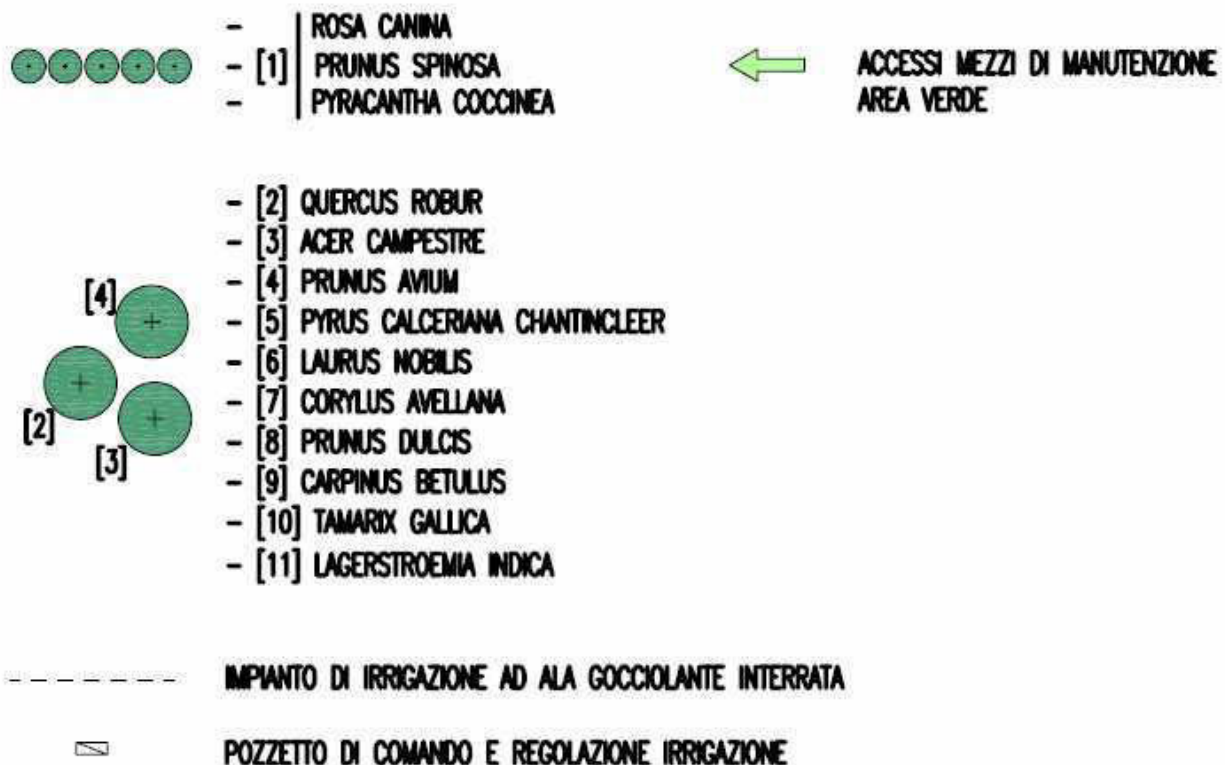 - ROSA CANINA
- [1] PRUNUS SPINOSA
- PYRACANTHA COCCINEA
ACCESSI MEZZI DI MANUTENZIONE
AREA VERDE
- [2] QUERCUS ROBUR
- [3] ACER CAMPESTRE
- [4] PRUNUS AVIUM
- [5] PYRUS CALCERIANA CHANTINCLEER
- [6] LAURUS NOBILIS
- [7] CORYLUS AVELLANA
- [8] PRUNUS DULCIS
- [9] CARPINUS BETULUS
- [10] TAMARIX GALLICA
- [11] LAGERSTROEMIA INDICA
[4]
[2]
[3]
IMPIANTO DI IRRIGAZIONE AD ALA GOCCIOLANTE INTERRATA
POZZETTO DI COMANDO E REGOLAZIONE IRRIGAZIONE